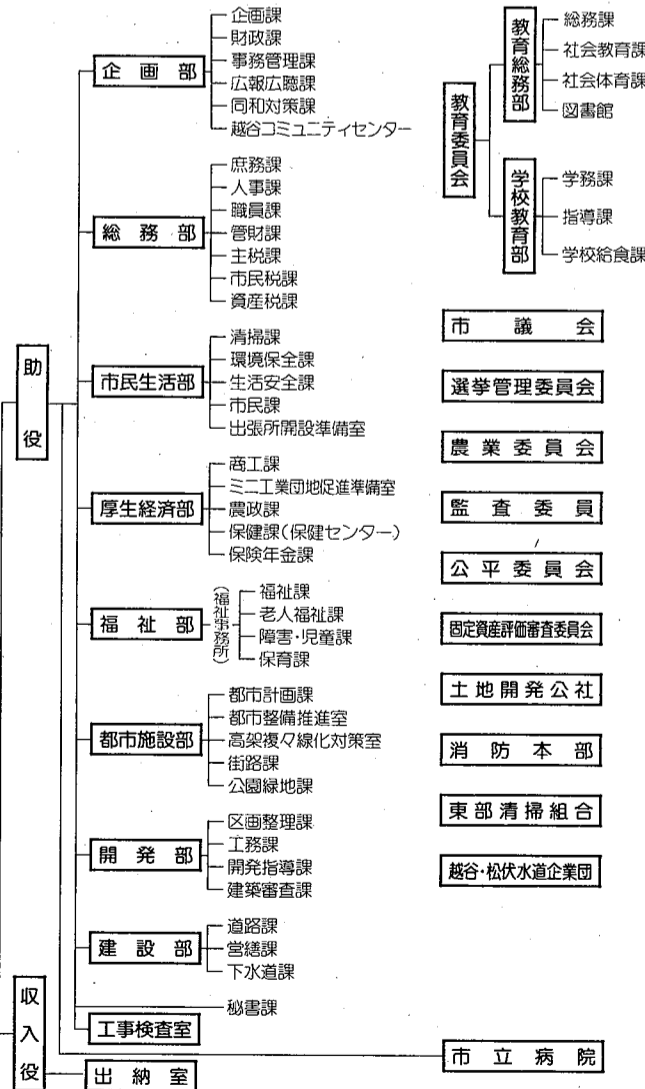 助役
企画部
企画課
財政課
事務管理課
広報広聴課
同和対策課
越谷コミュニティセンター
総務部
庶務課
人事課
職員課
管財課
主税課
市民税課
資産税課
市民生活部
清掃課
環境保全課
生活安全課
市民課
出張所開設準備室
厚生経済部
商工課
ミニ工業団地促進準備室
農政課
保健課(保健センター)
保険年金課
福祉部
(福祉事務所)
福祉課
老人福祉課
障害・児童課
保育課
都市施設部
都市計画課
都市整備推進室
高架複々線化対策室
街路課
公園緑地課
開発部
区画整理課
工務課
開発指導課
建築審査課
建設部
道路課
営繕課
下水道課
秘書課
工事検査室
収入役
出納室
教育委員会
教育総務部
総務課
社会教育課
社会体育課
図書館
学校教育部
学務課
指導課
学校給食課
市議会
選挙管理委員会
農業委員会
監査委員
公平委員会
固定資産評価審査委員会
土地開発公社
消防本部
東部清掃組合
越谷・松伏水道企業団
市立病院